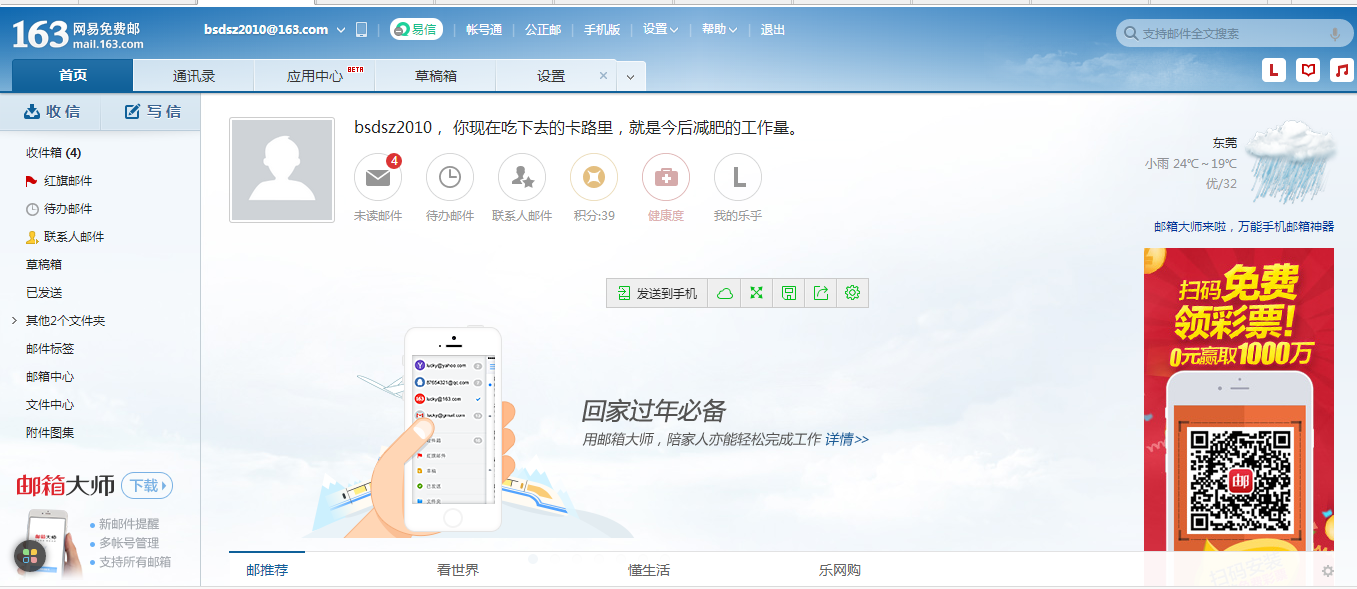 163 网易免费邮
mail.163.com
bsdsz2010@163.com 易信 帐号通 公正邮 手机版 设置 帮助 退出
支持邮件全文搜索
首页 通讯录 应用中心 BETA 草稿箱 设置
收信 写信
收件箱 (4)
红旗邮件
待办邮件
联系人邮件
草稿箱
已发送
其他2个文件夹
邮件标签
邮箱中心
文件中心
附件图集
邮箱大师 下载
新邮件提醒
多帐号管理
支持所有邮箱
bsdsz2010， 你现在吃下去的卡路里，就是今后减肥的工作量。
4
未读邮件 待办邮件 联系人邮件 积分:39 健康度 我的乐乎
东莞
小雨 24℃~19℃
优/32
邮箱大师来啦，万能手机邮箱神器
发送到手机
lucky@yahoo.com
87654321@qq.com
lucky@163.com
lucky@gmail.com
红旗邮件
草稿
已发送
文件夹
回家过年必备
用邮箱大师，陪家人亦能轻松完成工作 详情>>
扫码免费
领彩票!
0元赢取1000万
邮
邮推荐 看世界 懂生活 乐网购